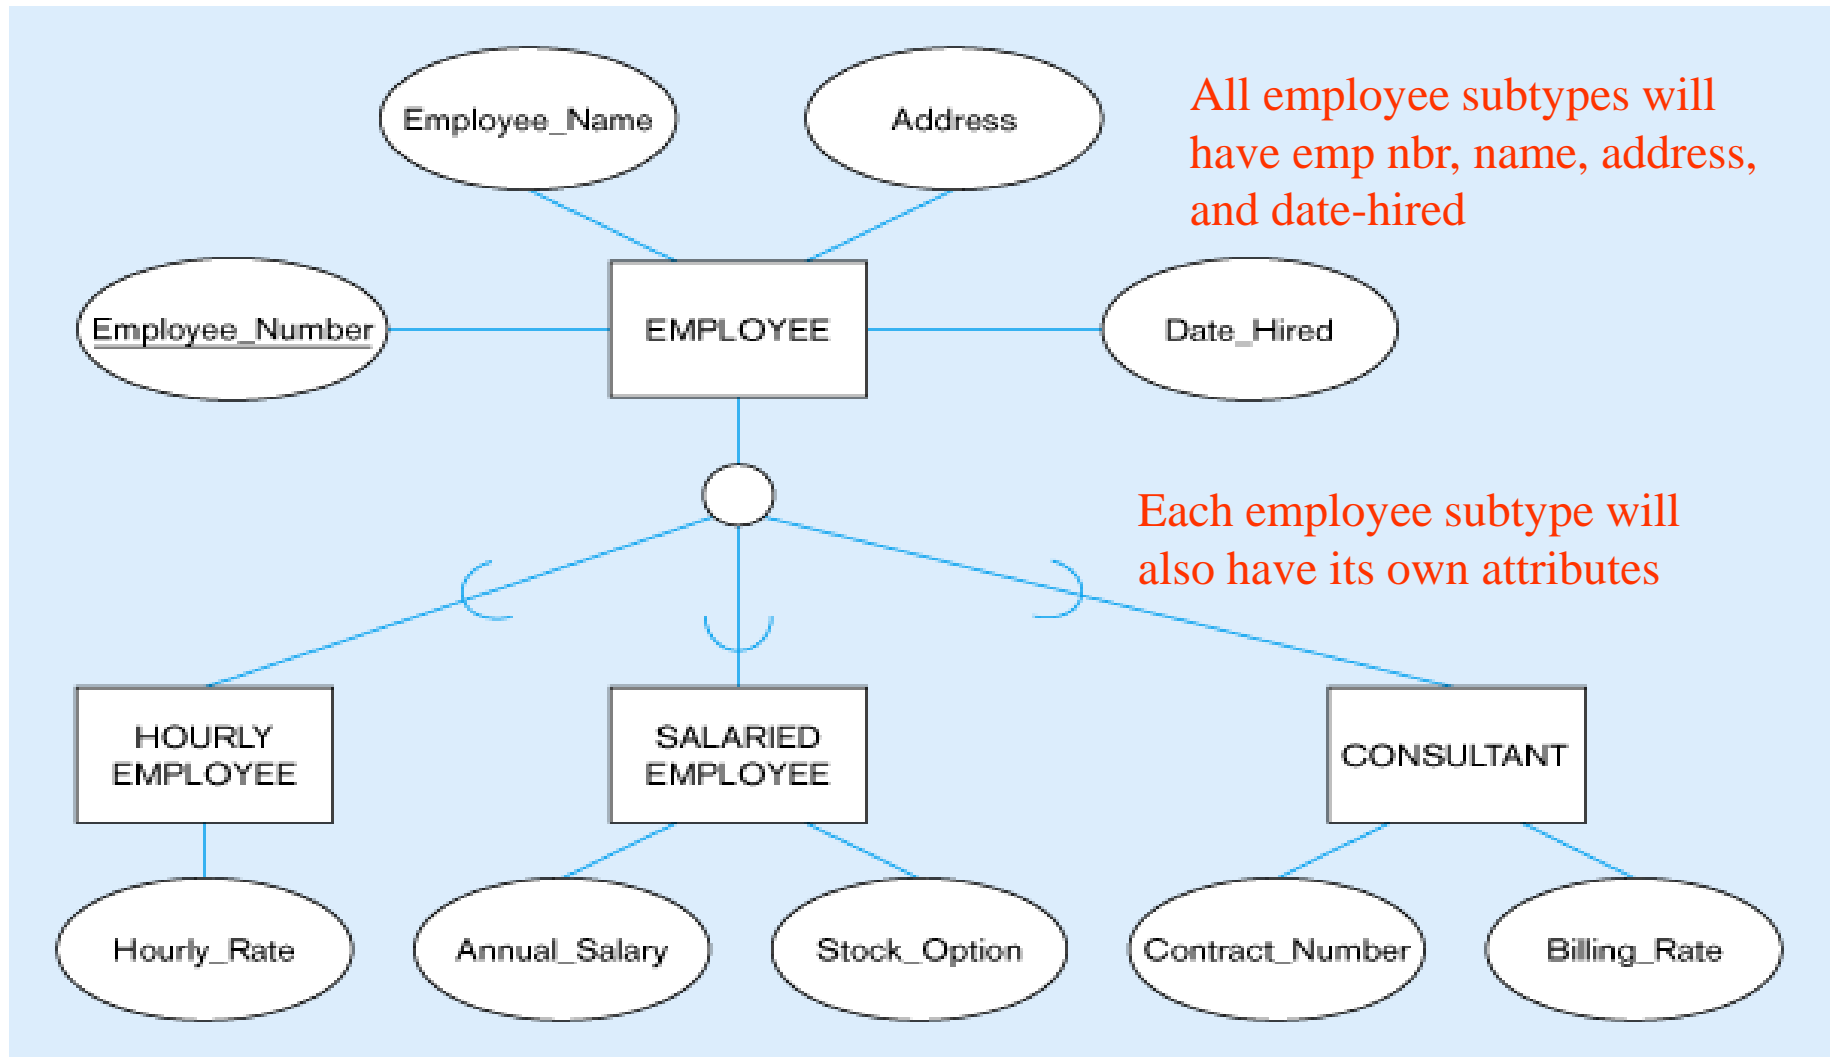 Employee_Name
Address
All employee subtypes will
have emp nbr, name, address,
and date-hired
Employee_Number
EMPLOYEE
Date_Hired
Each employee subtype will
also have its own attributes
HOURLY
EMPLOYEE
SALARIED
EMPLOYEE
CONSULTANT
Hourly_Rate
Annual_Salary
Stock_Option
Contract_Number
Billing_Rate